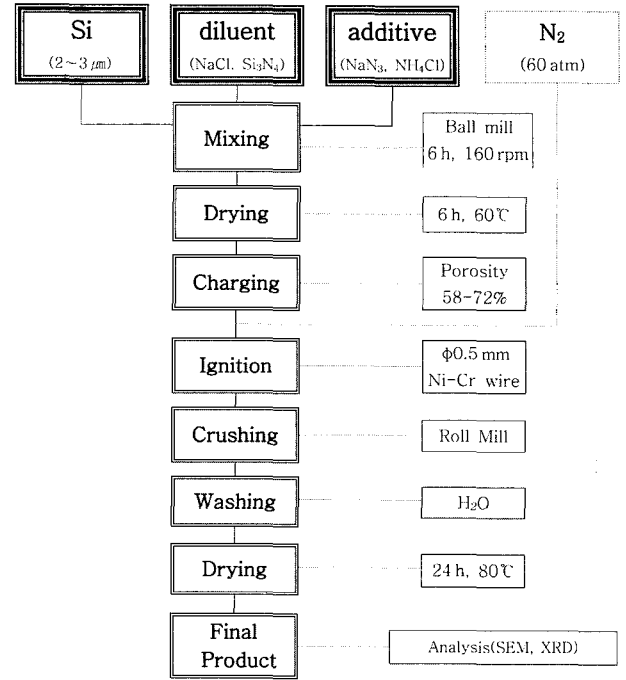 Si
(2~3 ㎛)
diluent
(NaCl. Si₃N₄)
additive
(NaN₃, NH₄Cl)
N₂
(60 atm)
Mixing
Ball mill
6 h, 160 rpm
Drying
6 h, 60℃
Charging
Porosity
58-72%
Ignition
ϕ0.5 mm
Ni-Cr wire
Crushing
Roll Mill
Washing
H₂O
Drying
24 h, 80℃
Final
Product
Analysis(SEM, XRD)